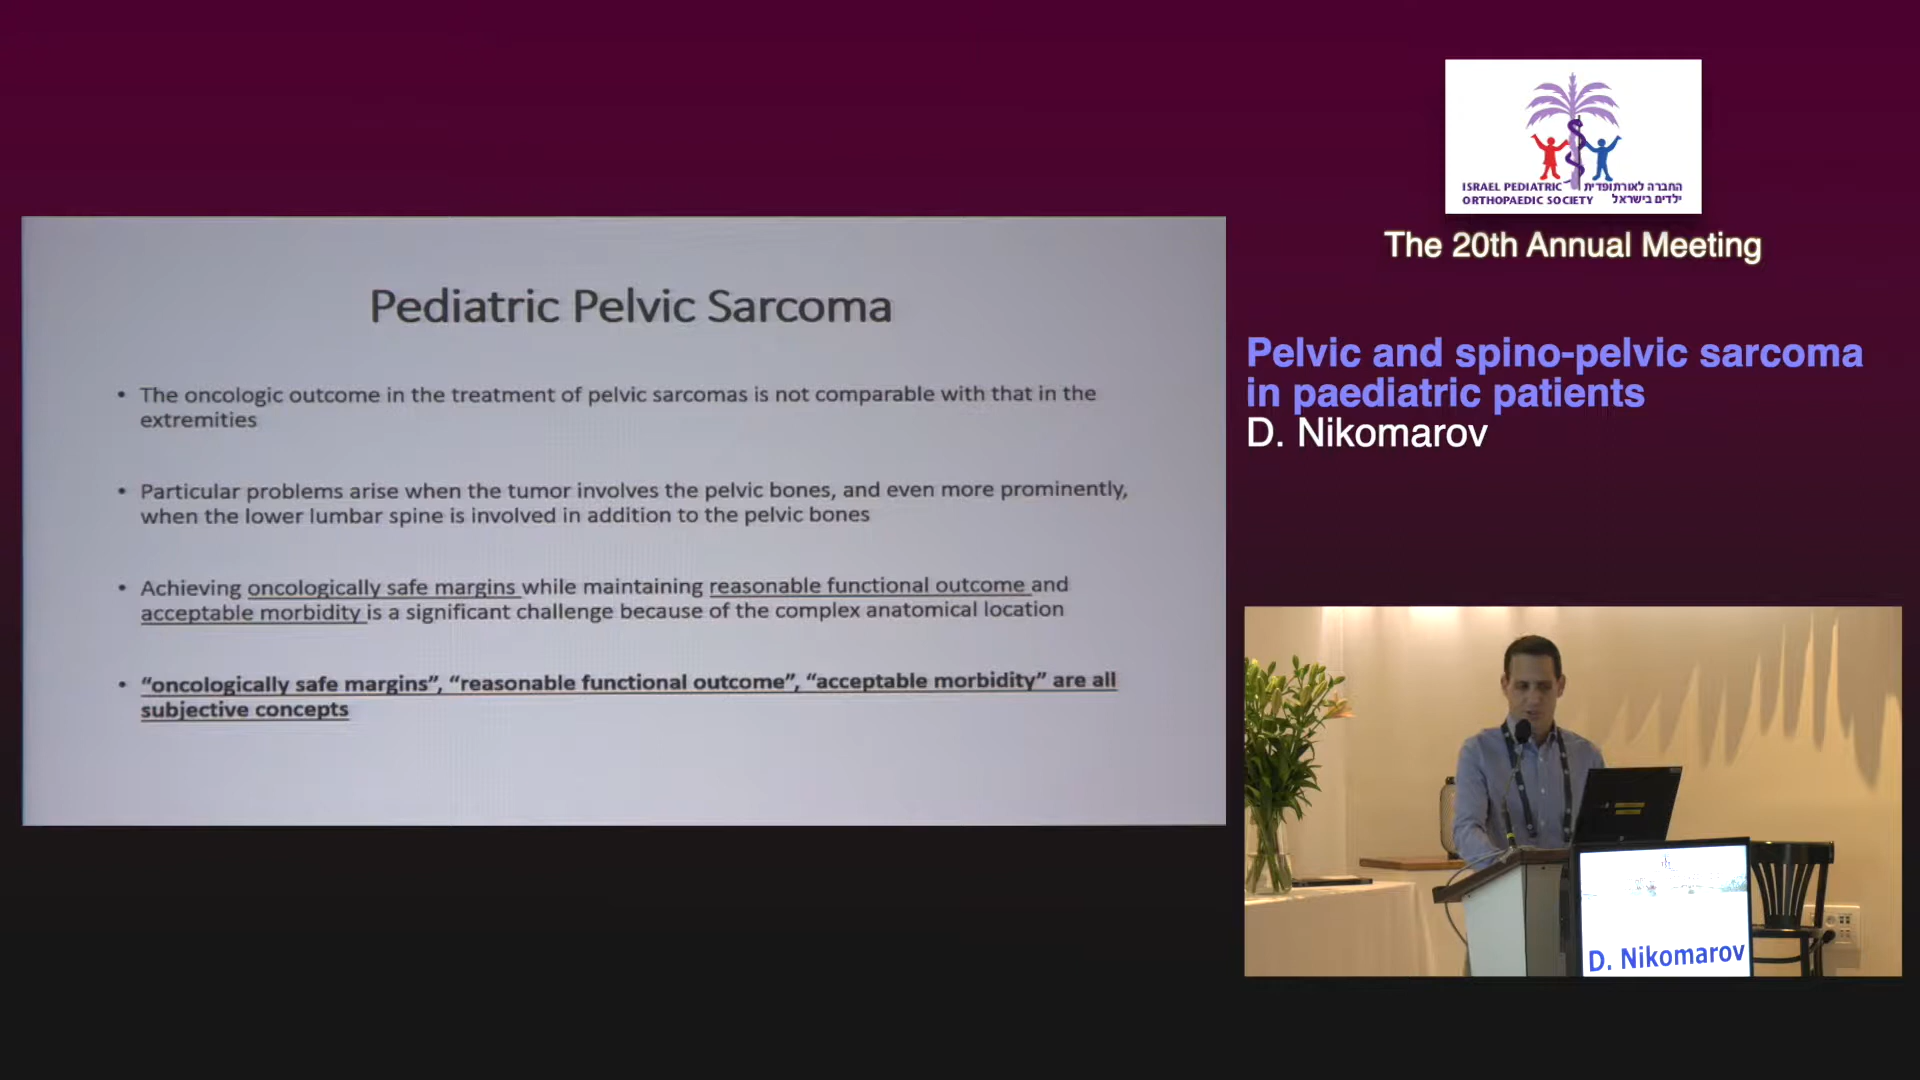 Pediatric Pelvic Sarcoma
• The oncologic outcome in the treatment of pelvic sarcomas is not comparable with that in the
extremities
• Particular problems arise when the tumor involves the pelvic bones, and even more prominently,
when the lower lumbar spine is involved in addition to the pelvic bones
• Achieving oncologically safe margins while maintaining reasonable functional outcome and
acceptable morbidity is a significant challenge because of the complex anatomical location
• “oncologically safe margins”, “reasonable functional outcome”, “acceptable morbidity” are all
subjective concepts
ISRAEL PEDIATRIC החברה לאורתופדית
ORTHOPAEDIC SOCIETY ילדים בישראל
The 20th Annual Meeting
Pelvic and spino-pelvic sarcoma
in paediatric patients
D. Nikomarov
D. Nikomarov